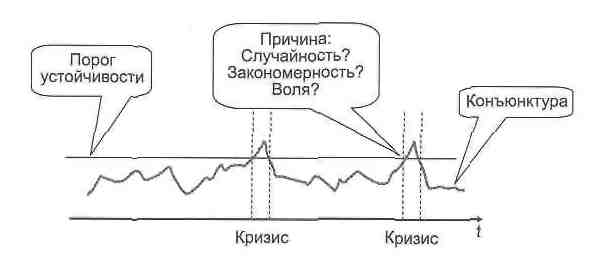 Порог
устойчивости
Причина:
Случайность?
Закономерность?
Воля?
Конъюнктура
Кризис
Кризис
t